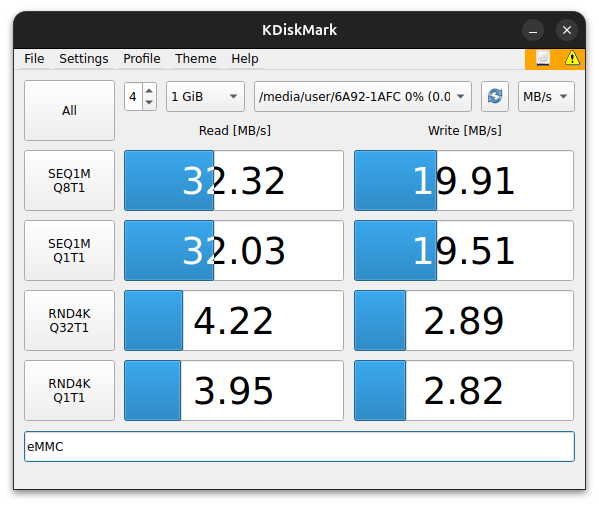 KDiskMark
File Settings Profile Theme Help
All
4
1 GiB
/media/user/6A92-1AFC 0% (0.0
MB/s
Read [MB/s]
Write [MB/s]
SEQ1M
Q8T1
32.32
19.91
SEQ1M
Q1T1
32.03
19.51
RND4K
Q32T1
4.22
2.89
RND4K
Q1T1
3.95
2.82
eMMC